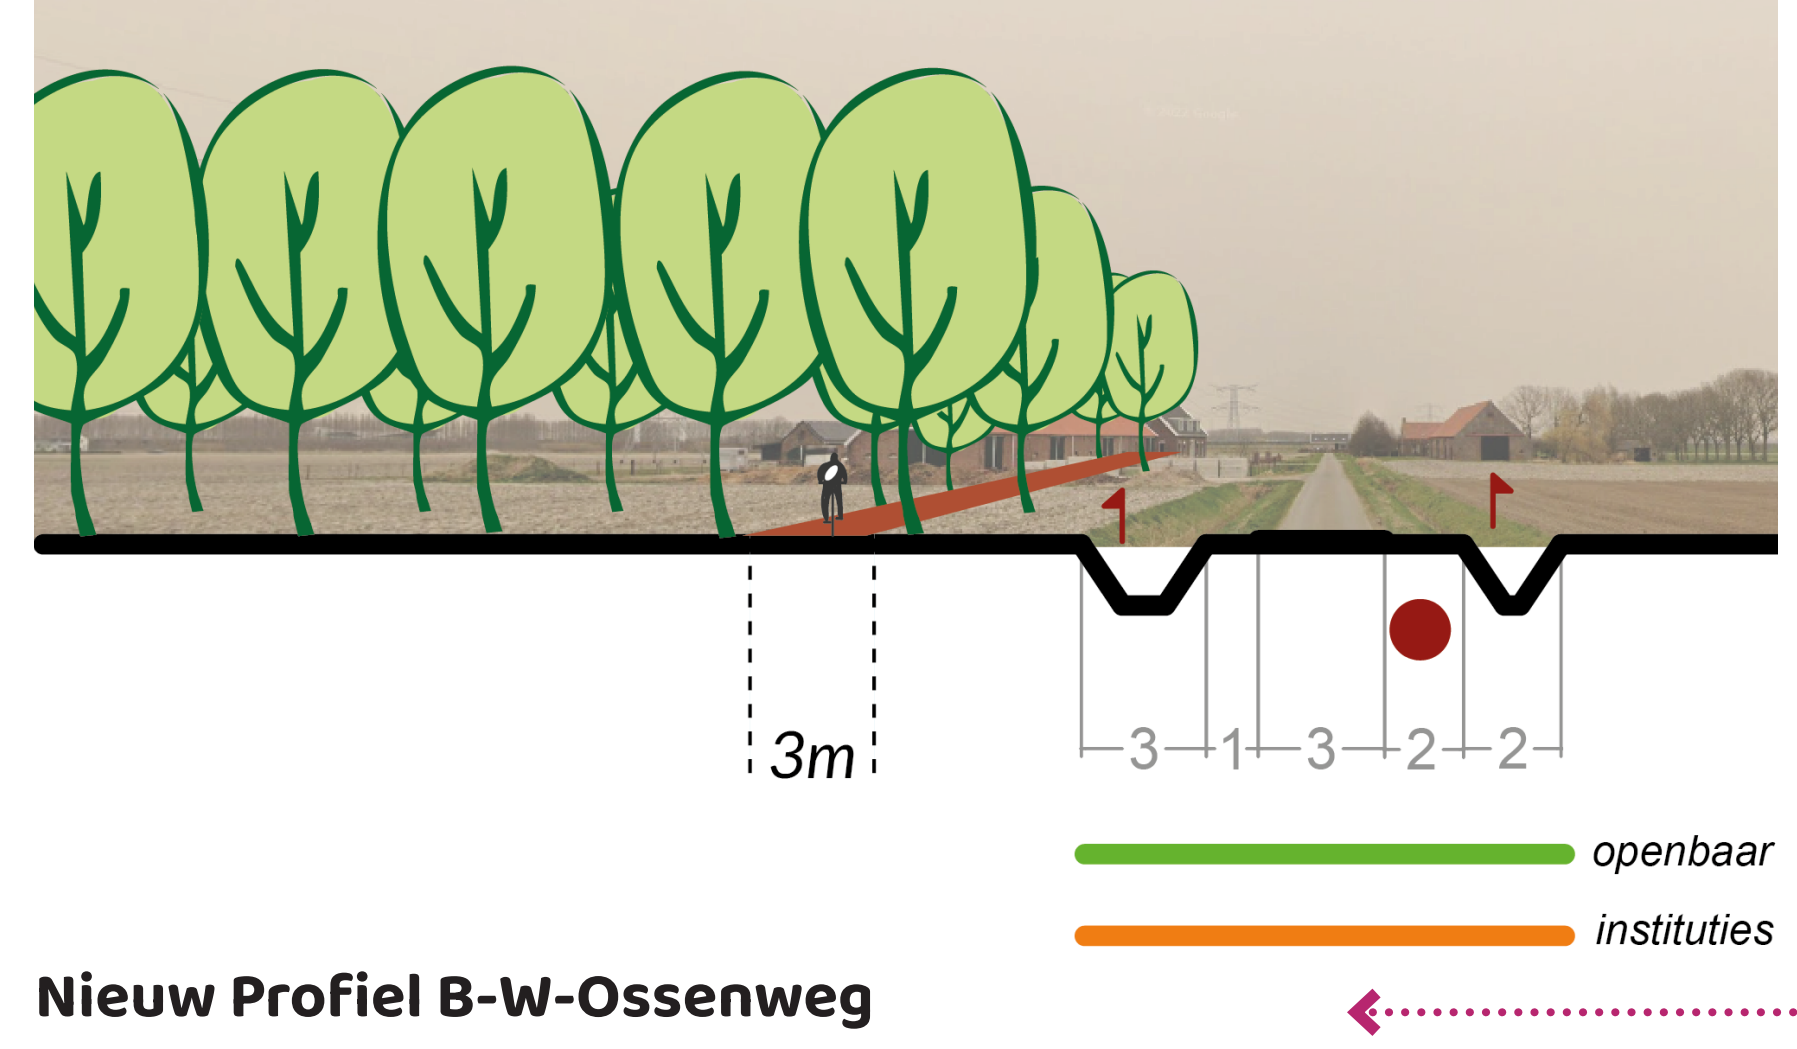 3m
3 1 3 2 2
openbaar
instituties
Nieuw Profiel B-W-Ossenweg